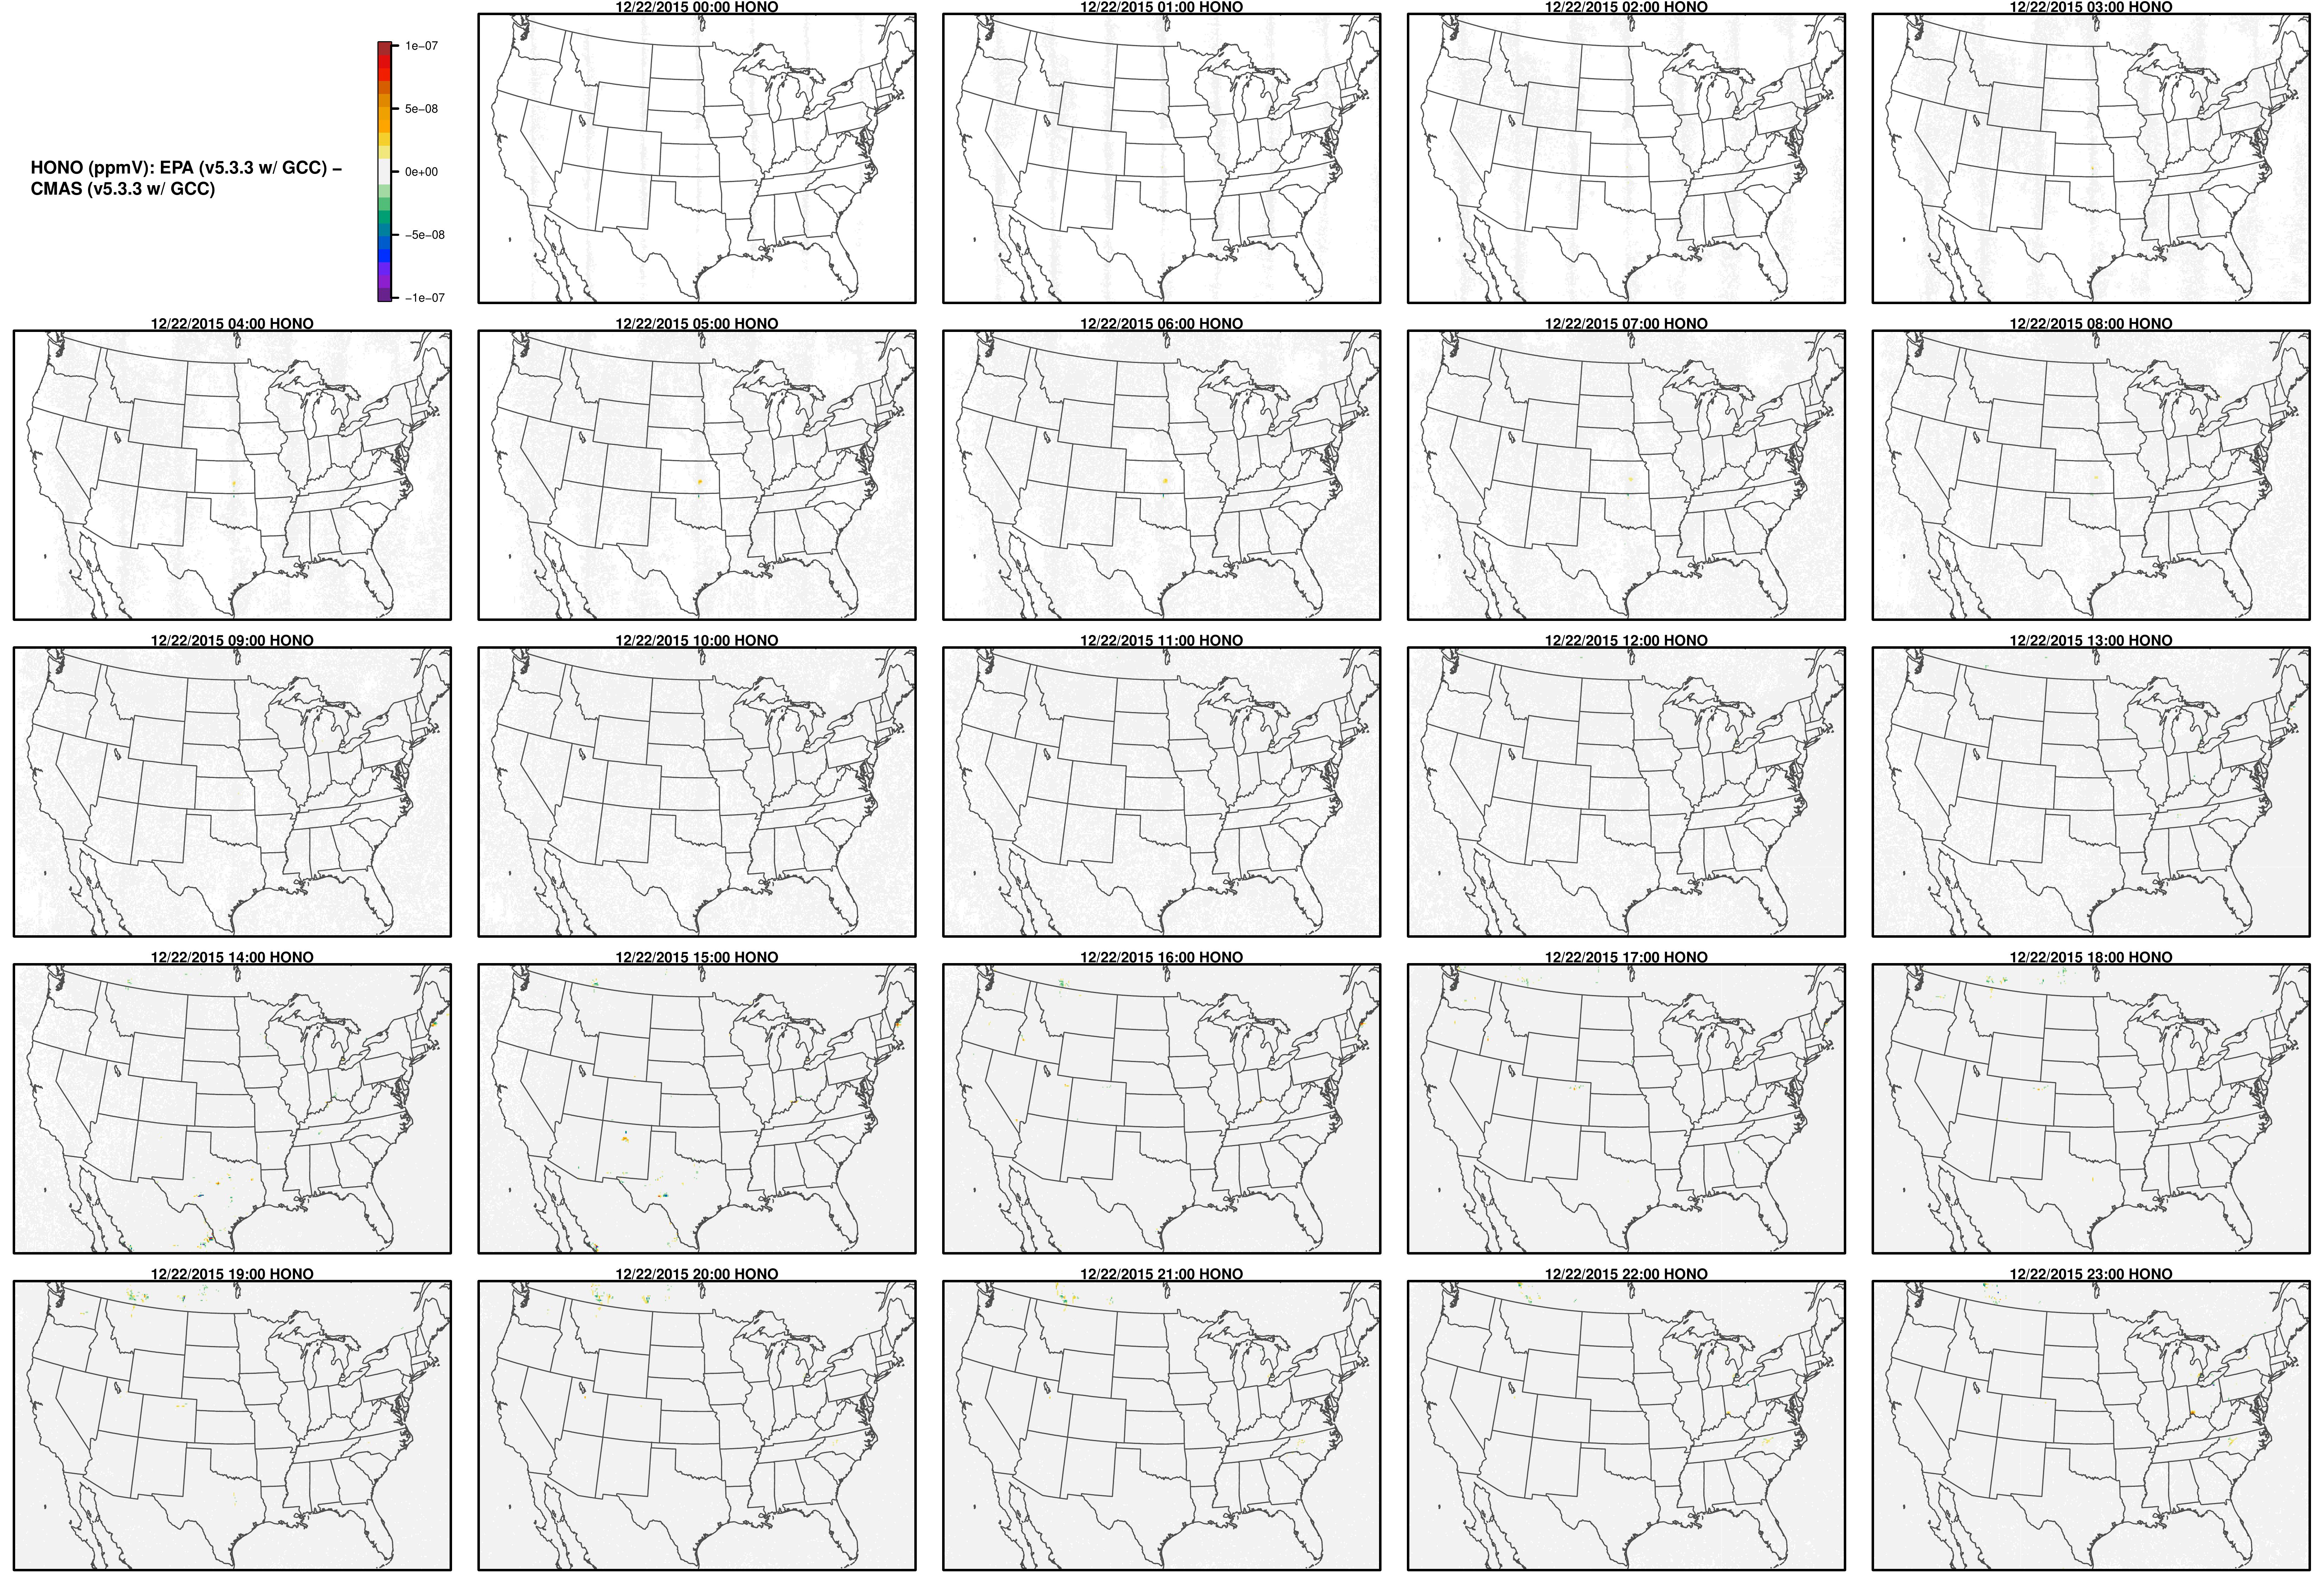 12/22/2015 00:00 HONO
12/22/2015 01:00 HONO
12/22/2015 02:00 HONO
12/22/2015 03:00 HONO
1e−07
5e−08
0e+00
−5e−08
−1e−07
HONO (ppmV): EPA (v5.3.3 w/ GCC) −
CMAS (v5.3.3 w/ GCC)
12/22/2015 04:00 HONO
12/22/2015 05:00 HONO
12/22/2015 06:00 HONO
12/22/2015 07:00 HONO
12/22/2015 08:00 HONO
12/22/2015 09:00 HONO
12/22/2015 10:00 HONO
12/22/2015 11:00 HONO
12/22/2015 12:00 HONO
12/22/2015 13:00 HONO
12/22/2015 14:00 HONO
12/22/2015 15:00 HONO
12/22/2015 16:00 HONO
12/22/2015 17:00 HONO
12/22/2015 18:00 HONO
12/22/2015 19:00 HONO
12/22/2015 20:00 HONO
12/22/2015 21:00 HONO
12/22/2015 22:00 HONO
12/22/2015 23:00 HONO